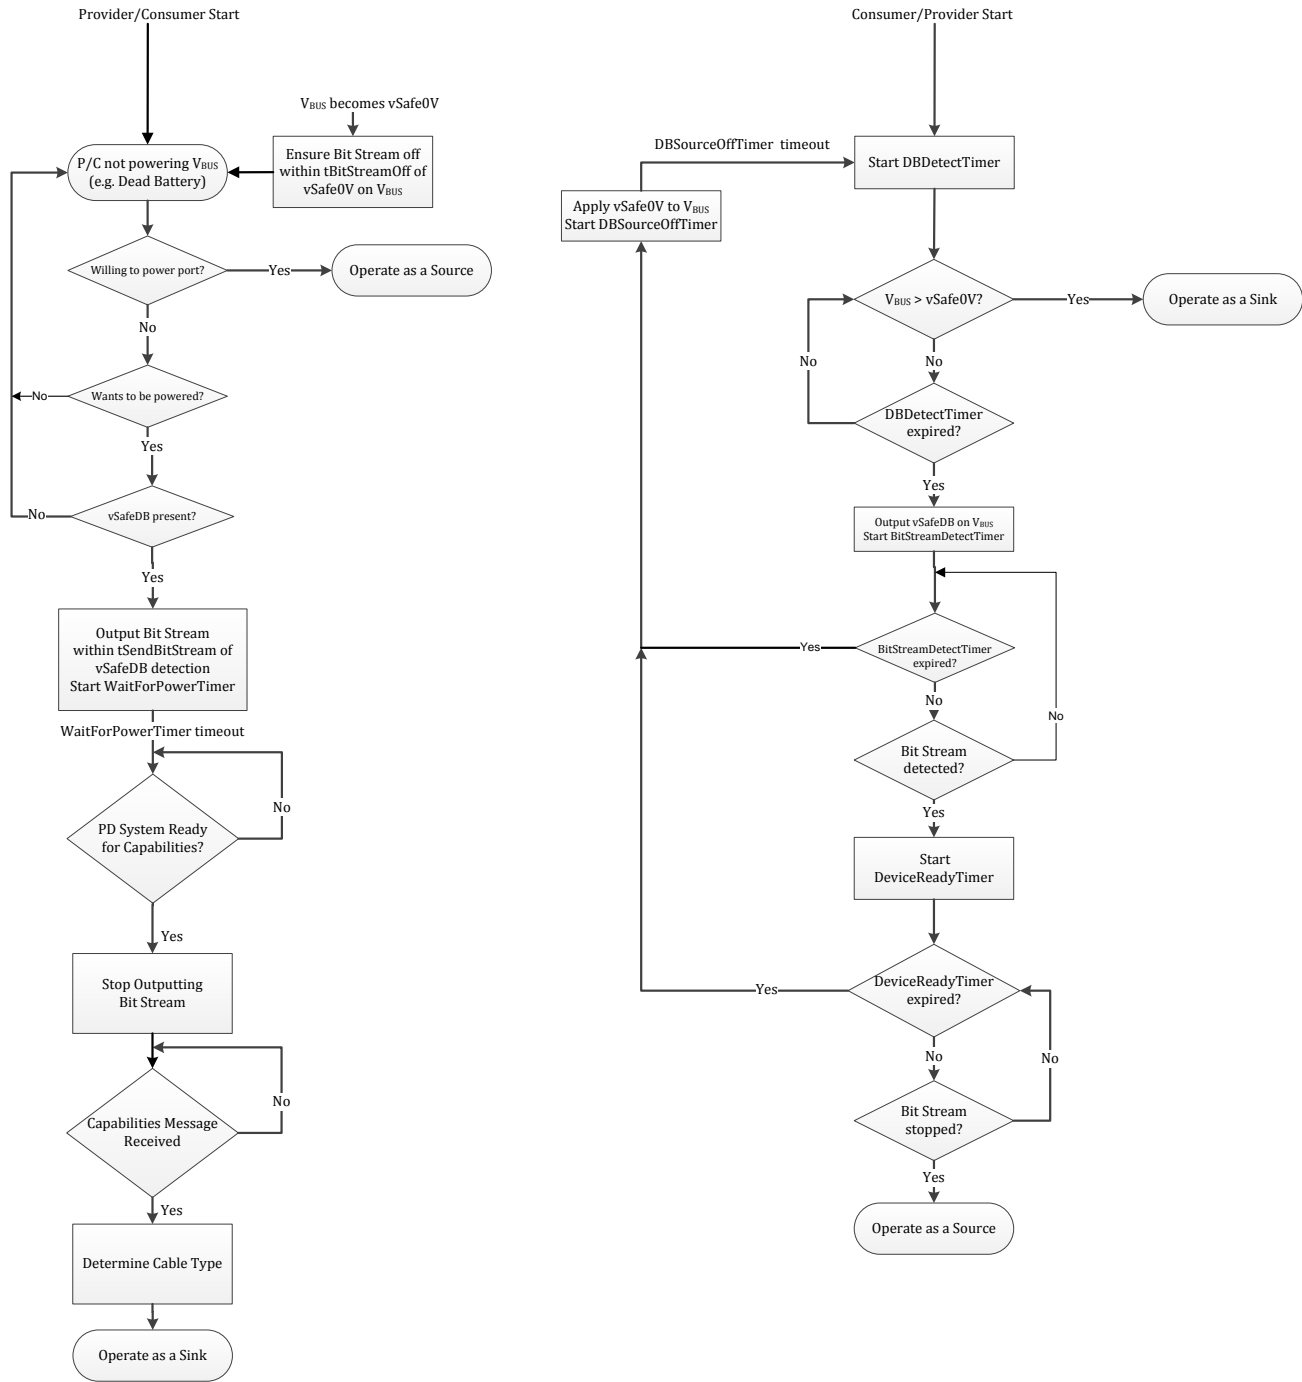 Provider/Consumer Start
VBUS becomes vSafe0V
P/C not powering VBUS
(e.g. Dead Battery)
Ensure Bit Stream off
within tBitStreamOff of
vSafe0V on VBUS
Willing to power port?
Yes
Operate as a Source
No
Wants to be powered?
No
Yes
vSafeDB present?
No
Yes
Output Bit Stream
within tSendBitStream of
vSafeDB detection
Start WaitForPowerTimer
WaitForPowerTimer timeout
No
PD System Ready
for Capabilities?
Yes
Stop Outputting
Bit Stream
No
Capabilities Message
Received
Yes
Determine Cable Type
Operate as a Sink
Consumer/Provider Start
DBSourceOffTimer timeout
Start DBDetectTimer
Apply vSafe0V to VBUS
Start DBSourceOffTimer
VBUS > vSafe0V?
Yes
Operate as a Sink
No
No
DBDetectTimer
expired?
Yes
Output vSafeDB on VBUS
Start BitStreamDetectTimer
Yes
BitStreamDetectTimer
expired?
No
No
Bit Stream
detected?
Yes
Start
DeviceReadyTimer
Yes
DeviceReadyTimer
expired?
No
No
Bit Stream
stopped?
Yes
Operate as a Source